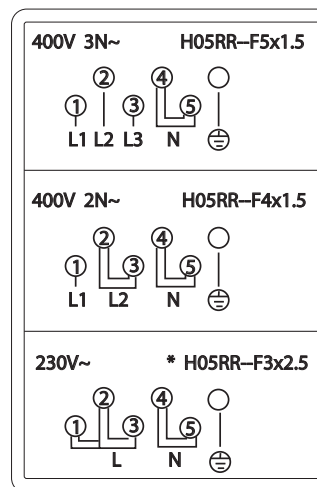 400V 3N~ H05RR--F5x1.5
2 4
1 3 5
L1 L2 L3 N
400V 2N~ H05RR--F4x1.5
2 4
1 3 5
L1 L2 N
230V~ * H05RR--F3x2.5
2 4
1 3 5
L N